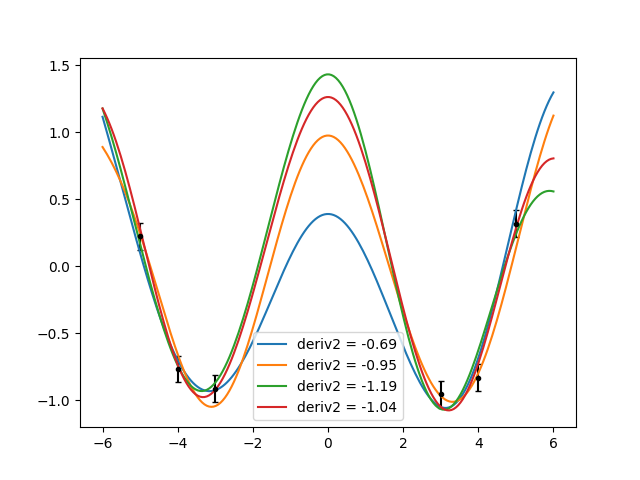 1.5
1.0
0.5
0.0
−0.5
−1.0
deriv2 = -0.69
deriv2 = -0.95
deriv2 = -1.19
deriv2 = -1.04
−6 −4 −2 0 2 4 6